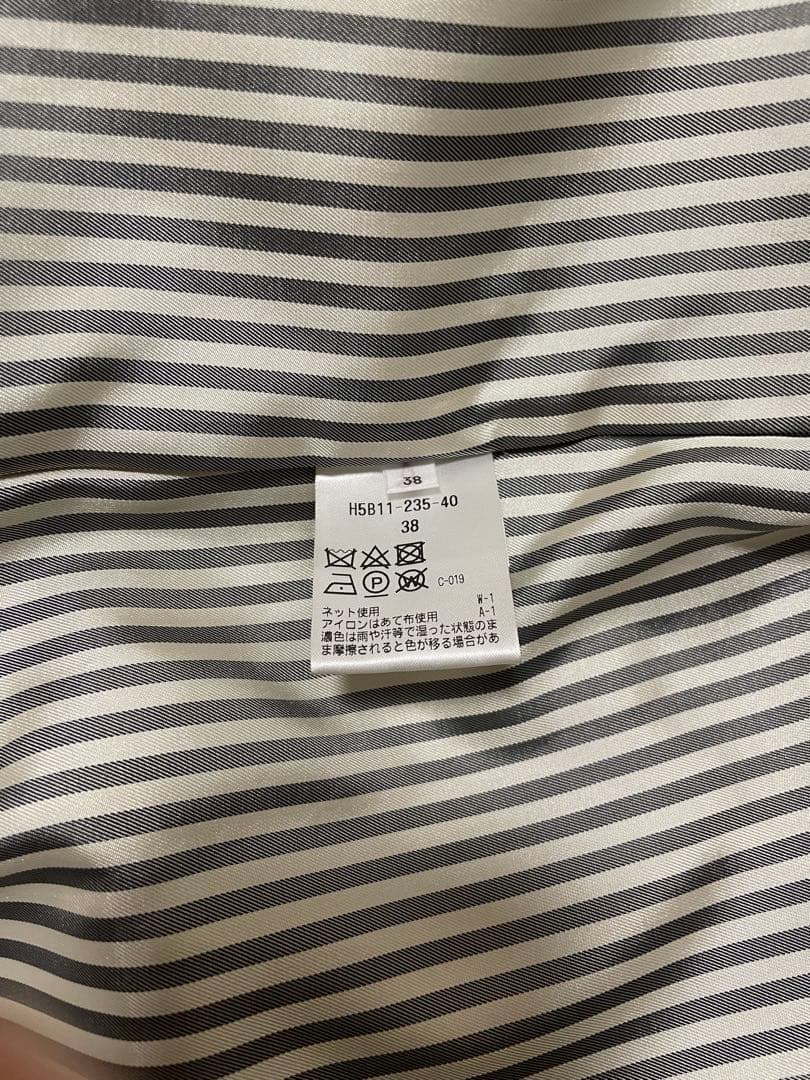 38
H5B11-235-40
38
P W C-019
W-1
ネット使用 A-1
アイロンはあて布使用
濃色は雨や汗等で湿った状態のま
ま摩擦されると色が移る場合があ